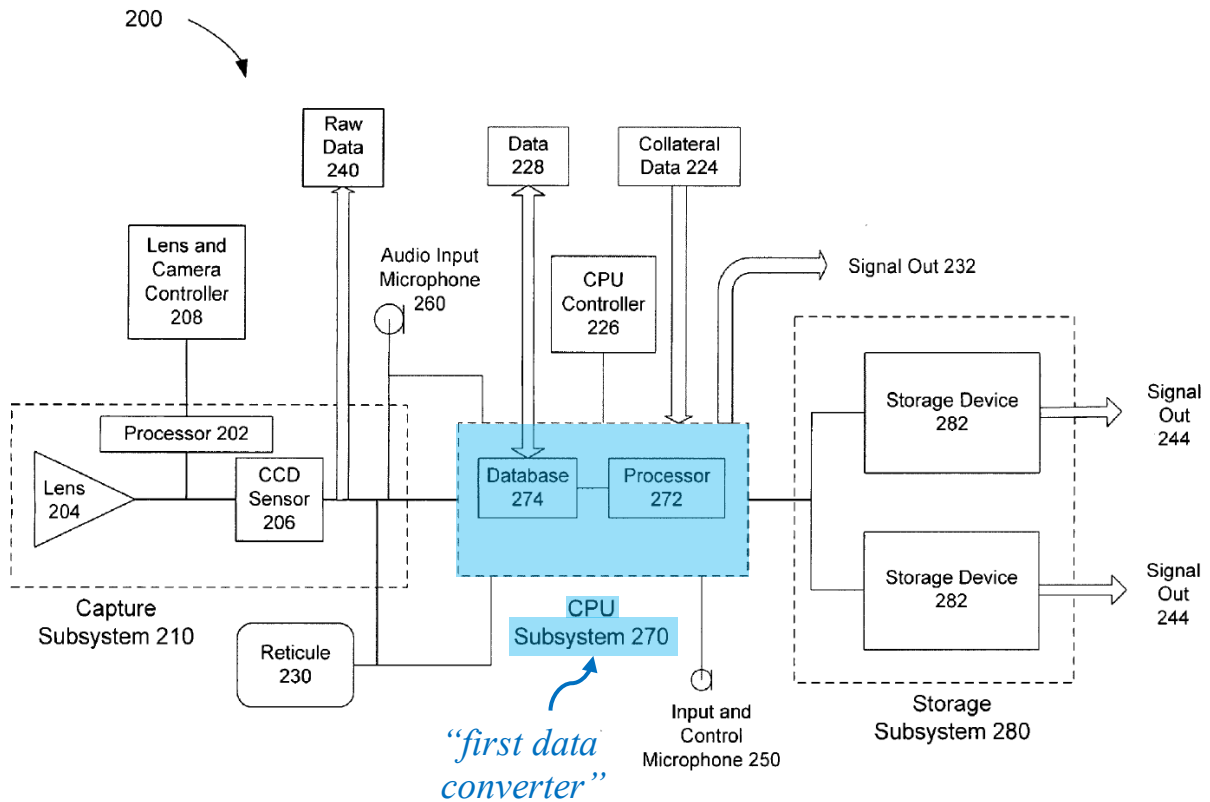 200
Raw
Data
240
Data
228
Collateral
Data 224
Lens and
Camera
Controller
208
Audio Input
Microphone
260
CPU
Controller
226
Signal Out 232
Processor 202
Lens
204
CCD
Sensor
206
Database
274
Processor
272
Storage Device
282
Signal
Out
244
Storage Device
282
Signal
Out
244
Capture
Subsystem 210
Reticule
230
CPU
Subsystem 270
Input and
Control
Microphone 250
Storage
Subsystem 280
“first data
converter”